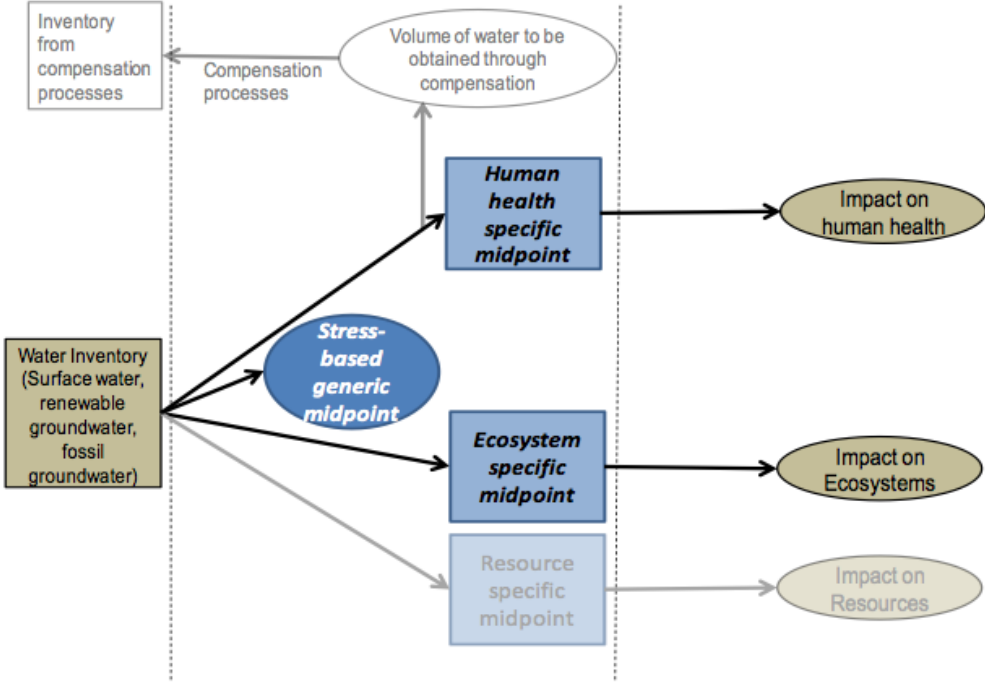 Inventory
from
compensation
processes
Compensation
processes
Volume of water to be
obtained through
compensation
Human
health
specific
midpoint
Impact on
human health
Stress-
based
generic
midpoint
Water Inventory
(Surface water,
renewable
groundwater,
fossil
groundwater)
Ecosystem
specific
midpoint
Impact on
Ecosystems
Resource
specific
midpoint
Impact on
Resources